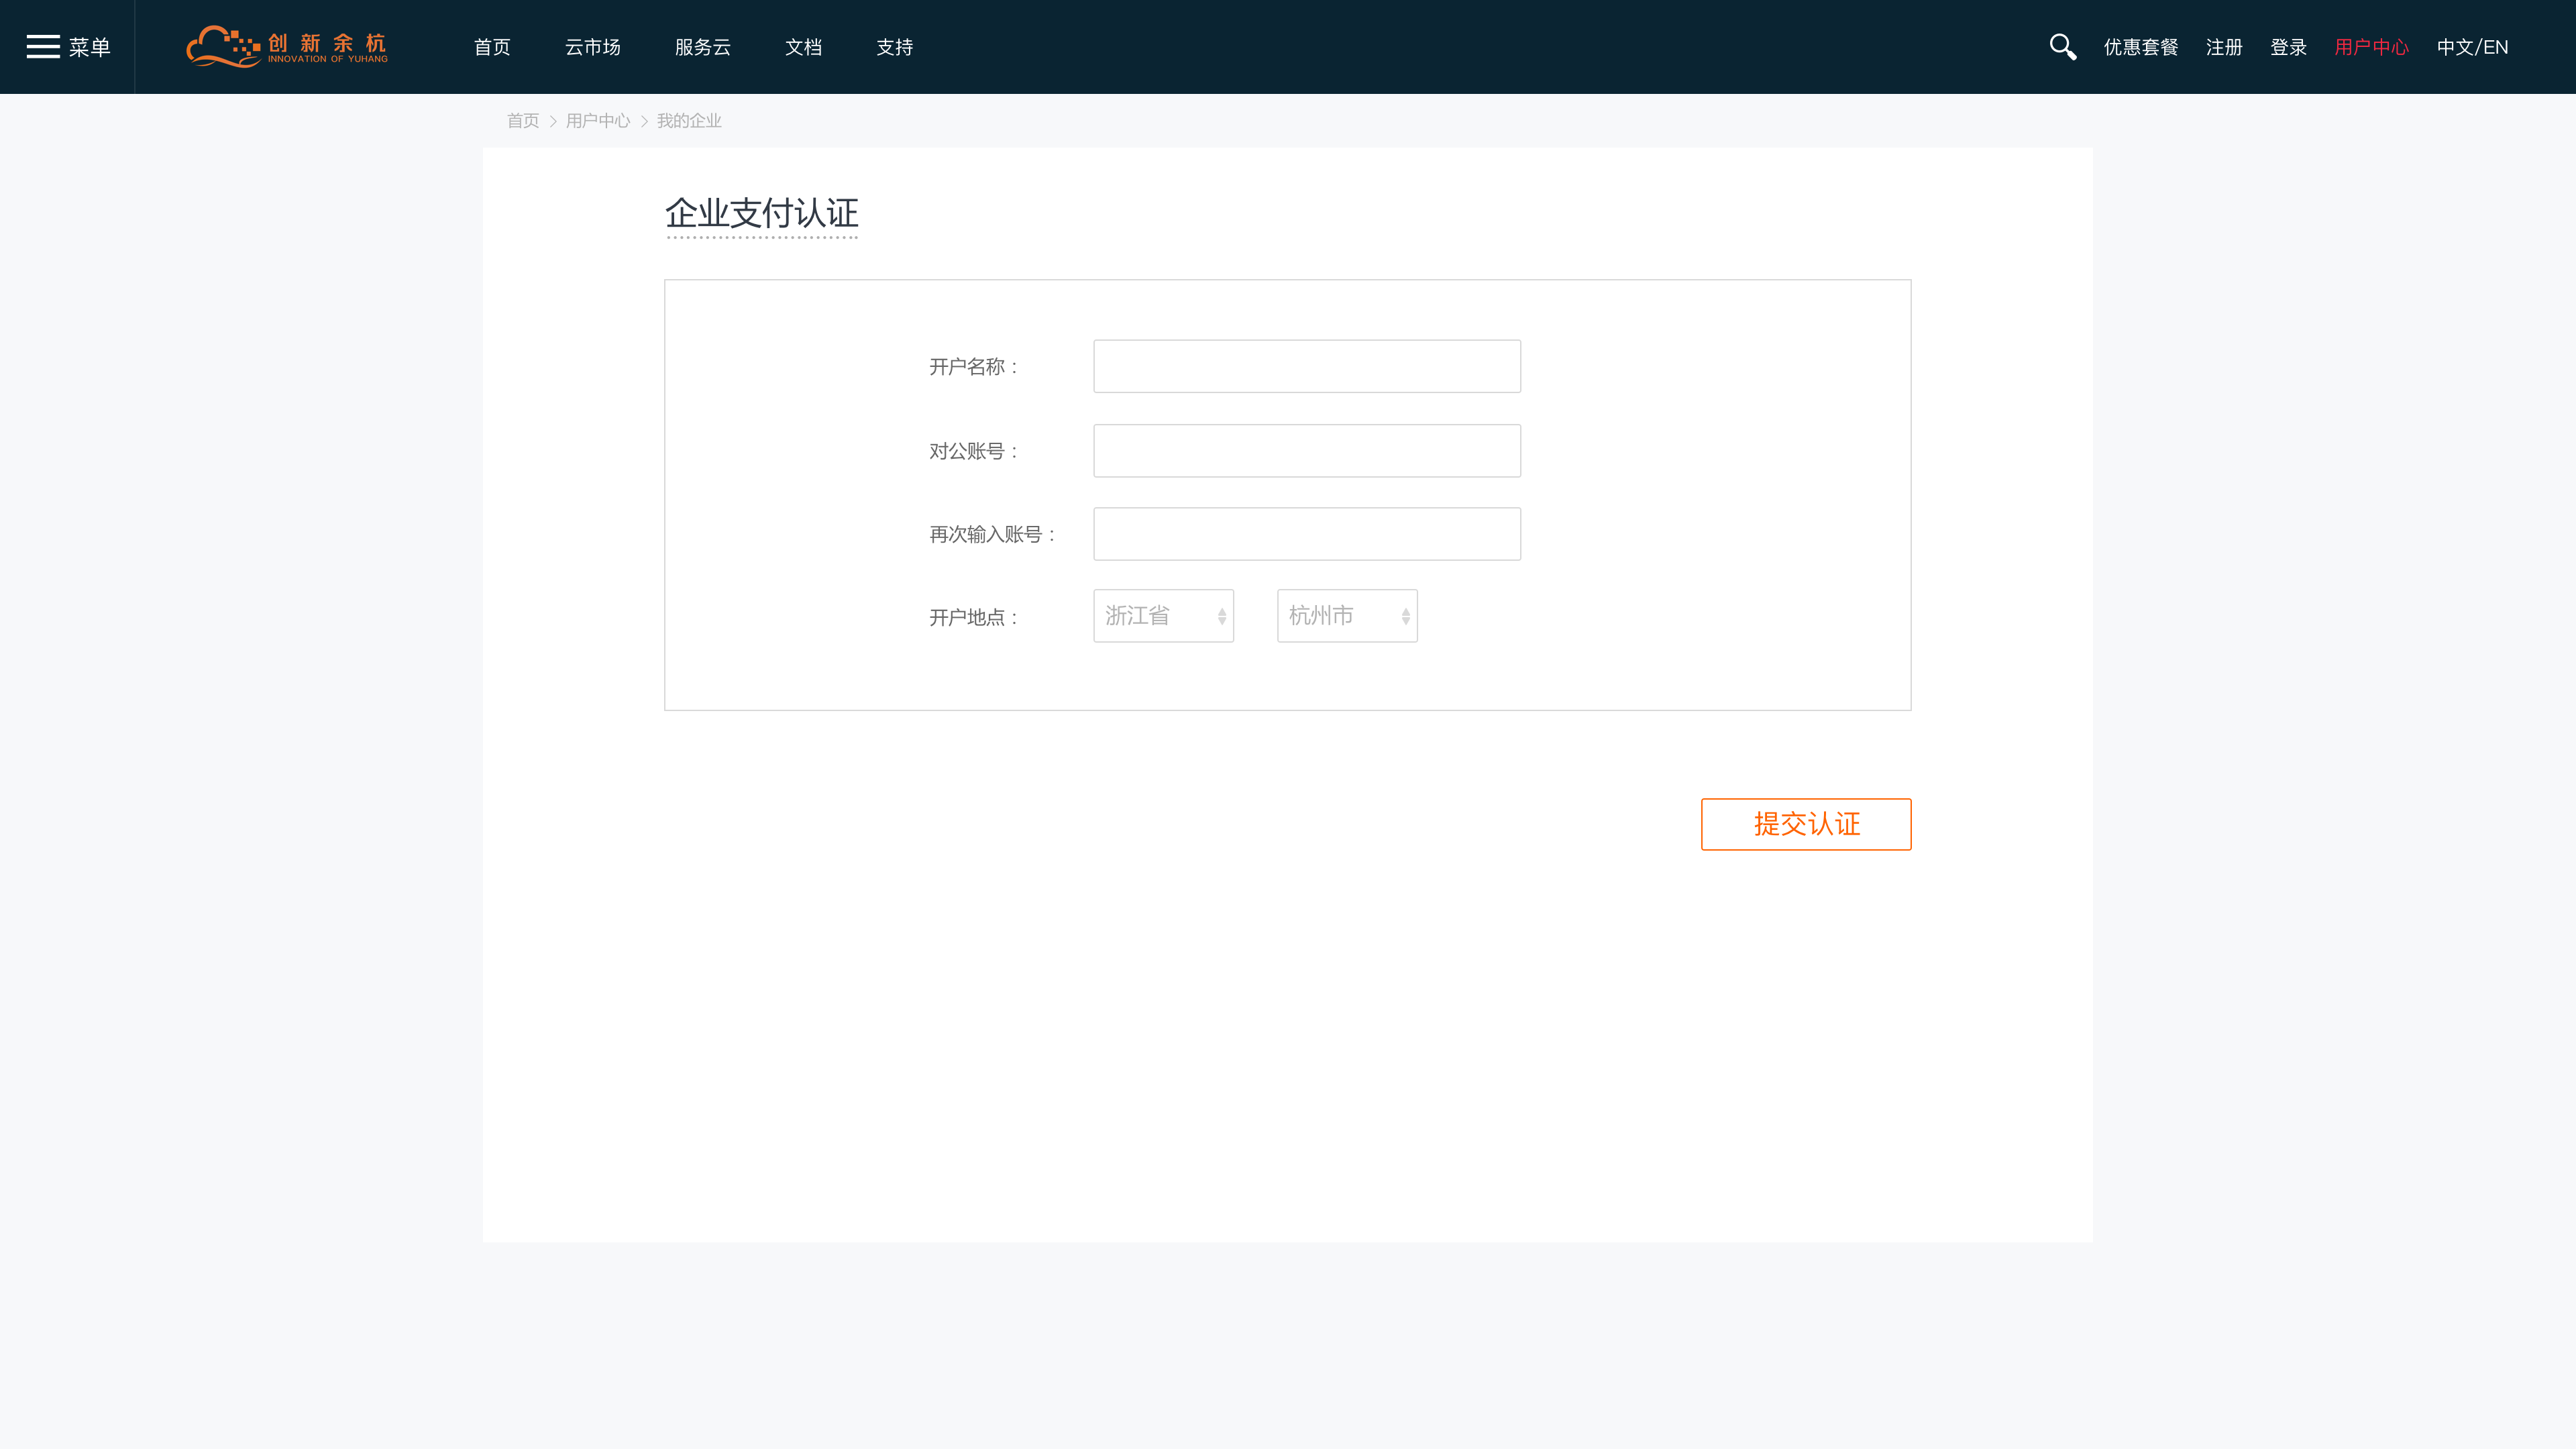 菜单 创新余杭 首页 云市场 服务云 文档 支持 优惠套餐 注册 登录 用户中心 中文/EN
INNOVATION OF YUHANG
首页 > 用户中心 > 我的企业
企业支付认证
开户名称：
对公账号：
再次输入账号：
开户地点： 浙江省 杭州市
提交认证